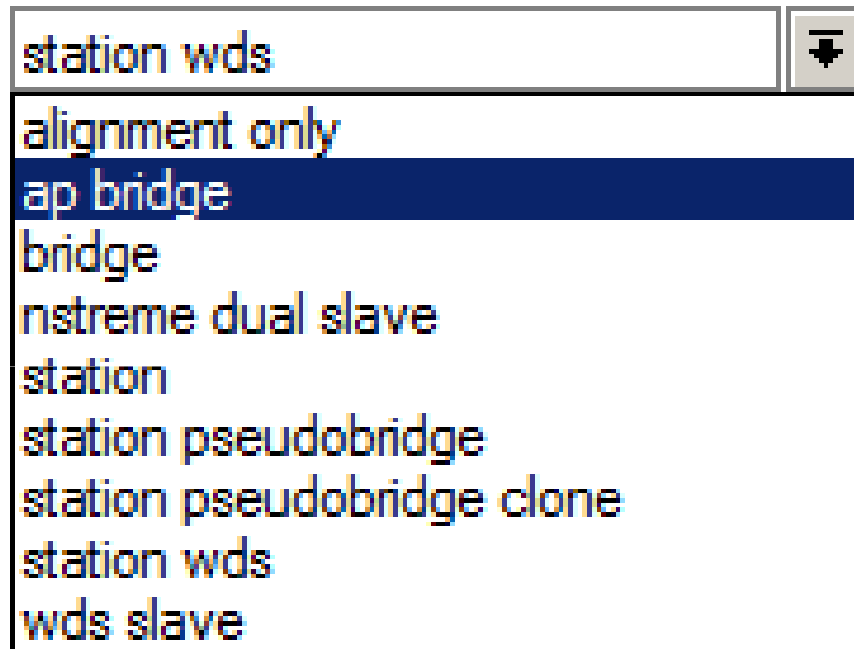 station wds
alignment only
ap bridge
bridge
nstreme dual slave
station
station pseudobridge
station pseudobridge clone
station wds
wds slave